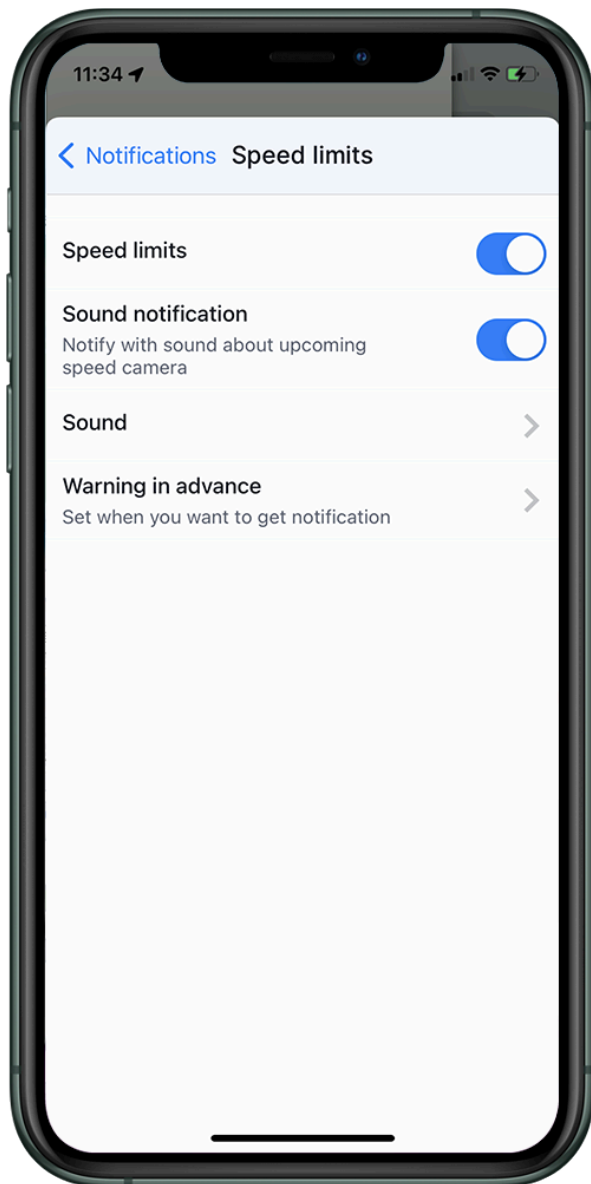 11:34
Notifications Speed limits
Speed limits
Sound notification
Notify with sound about upcoming
speed camera
Sound
Warning in advance
Set when you want to get notification